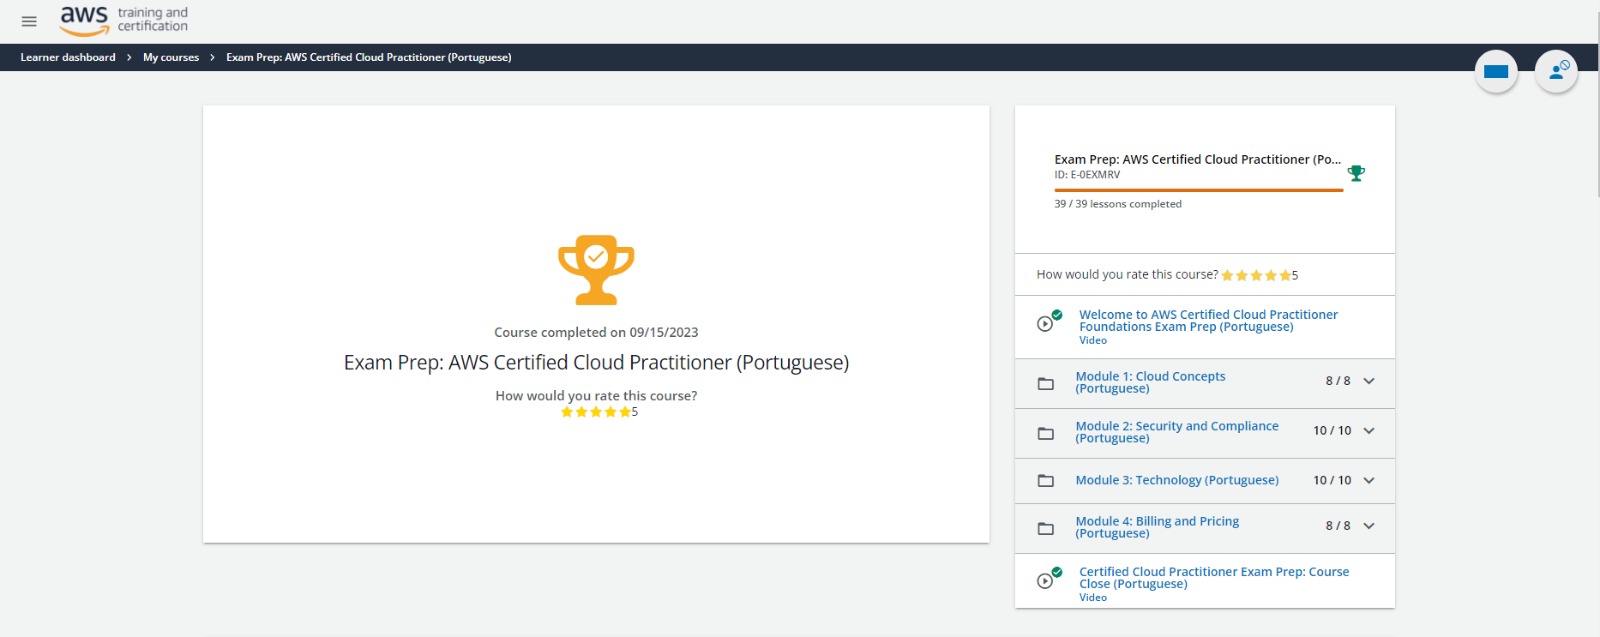 aws training and
certification
Learner dashboard > My courses > Exam Prep: AWS Certified Cloud Practitioner (Portuguese)
Course completed on 09/15/2023
Exam Prep: AWS Certified Cloud Practitioner (Portuguese)
How would you rate this course?
5
Exam Prep: AWS Certified Cloud Practitioner (Po...
ID: E-0EXMRV
39 / 39 lessons completed
How would you rate this course? 5
Welcome to AWS Certified Cloud Practitioner
Foundations Exam Prep (Portuguese)
Video
Module 1: Cloud Concepts
(Portuguese)
8 / 8
Module 2: Security and Compliance
(Portuguese)
10 / 10
Module 3: Technology (Portuguese)
10 / 10
Module 4: Billing and Pricing
(Portuguese)
8 / 8
Certified Cloud Practitioner Exam Prep: Course
Close (Portuguese)
Video